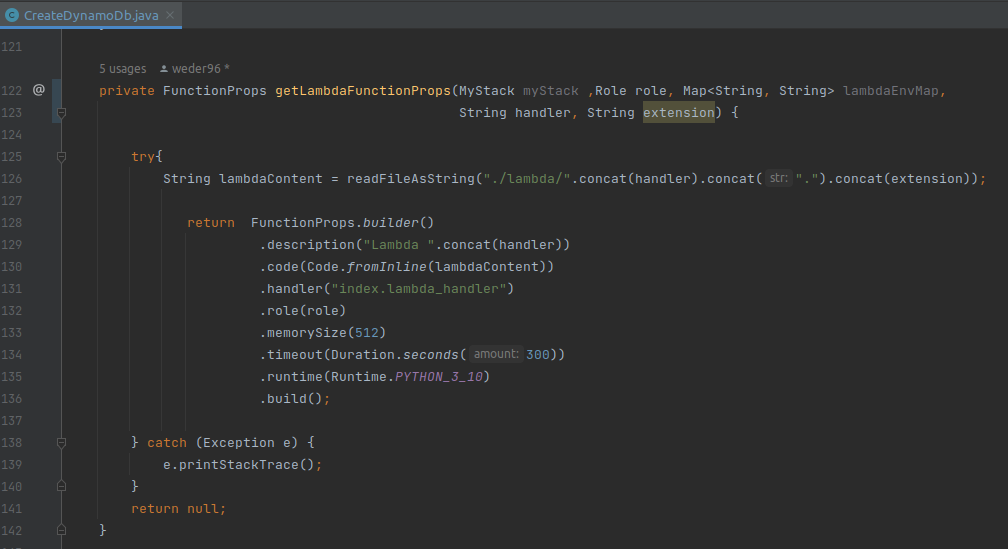 CreateDynamoDb.java
121
5 usages weder96 *
122 @ private FunctionProps getLambdaFunctionProps(MyStack myStack ,Role role, Map<String, String> lambdaEnvMap,
123 String handler, String extension) {
124
125 try{
126 String lambdaContent = readFileAsString("./lambda/".concat(handler).concat( str: ".").concat(extension));
127
128 return FunctionProps.builder()
129 .description("Lambda ".concat(handler))
130 .code(Code.fromInline(lambdaContent))
131 .handler("index.lambda_handler")
132 .role(role)
133 .memorySize(512)
134 .timeout(Duration.seconds( amount: 300))
135 .runtime(Runtime.PYTHON_3_10)
136 .build();
137
138 } catch (Exception e) {
139 e.printStackTrace();
140 }
141 return null;
142 }